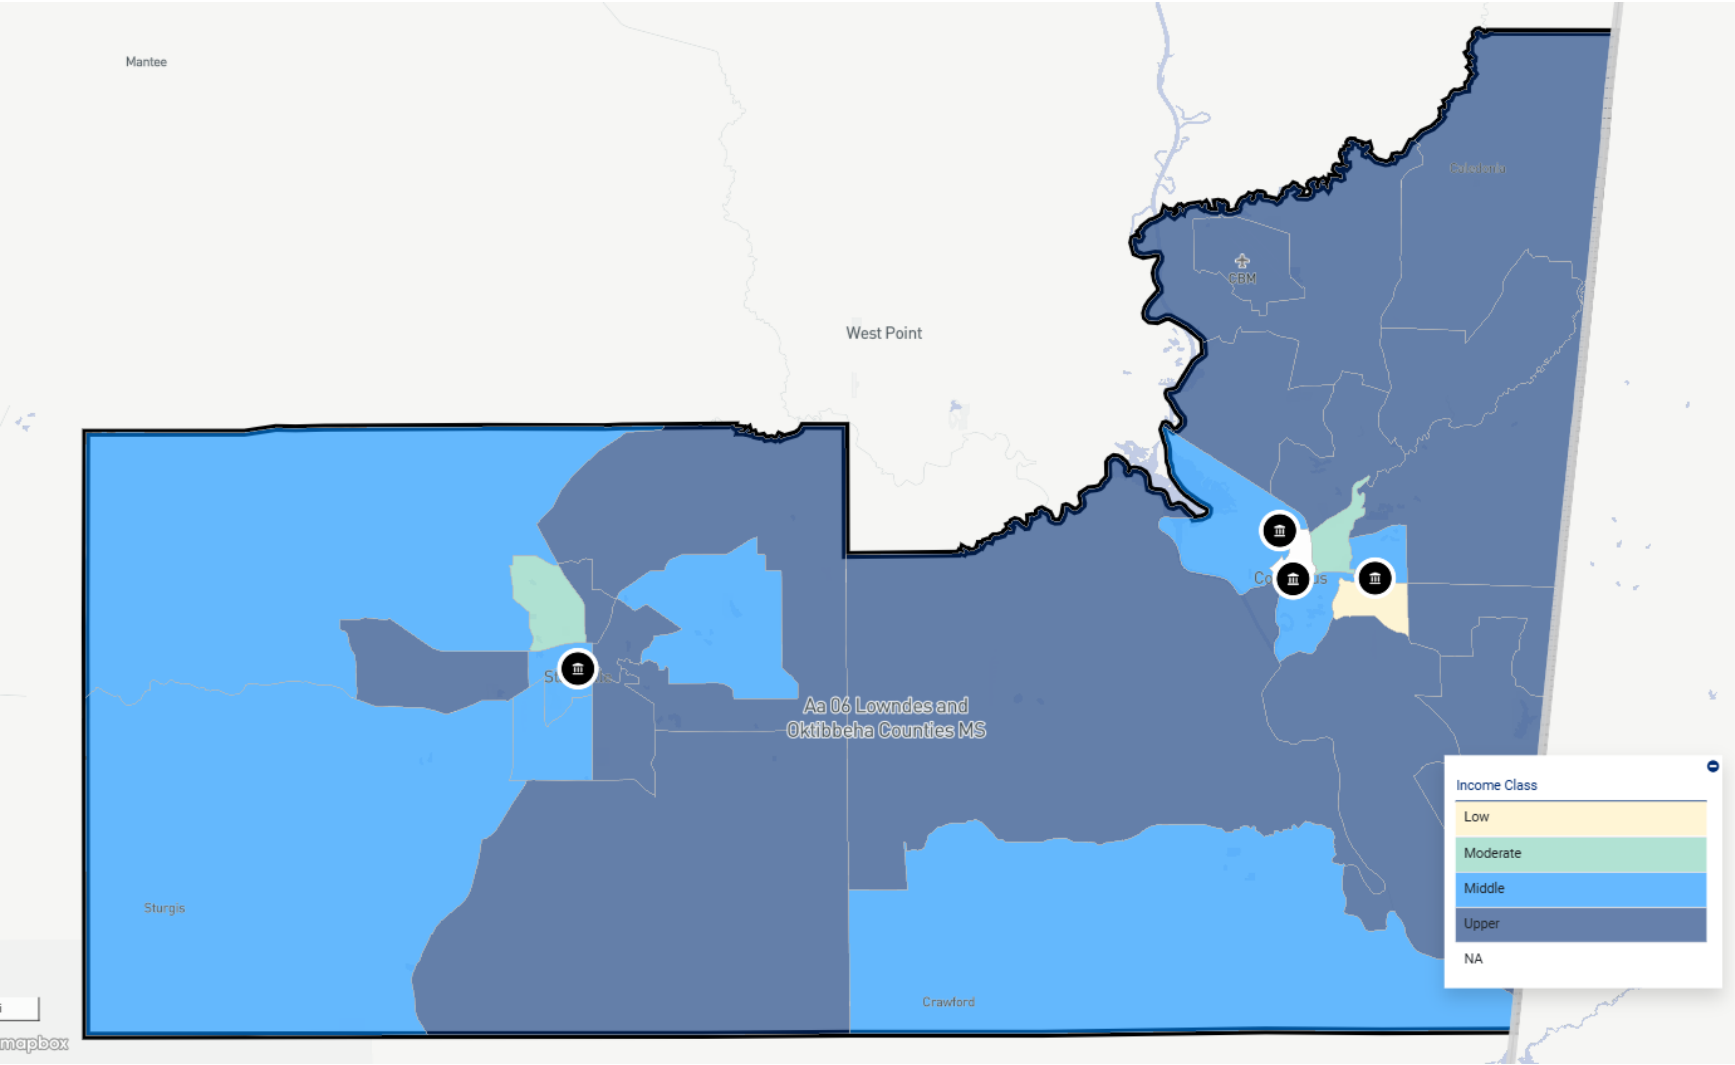 Mantee
Caledonia
CBM
West Point
Aa 06 Lowndes and
Oktibbeha Counties MS
Income Class
Low
Moderate
Middle
Upper
NA
Sturgis
Crawford
mapbox